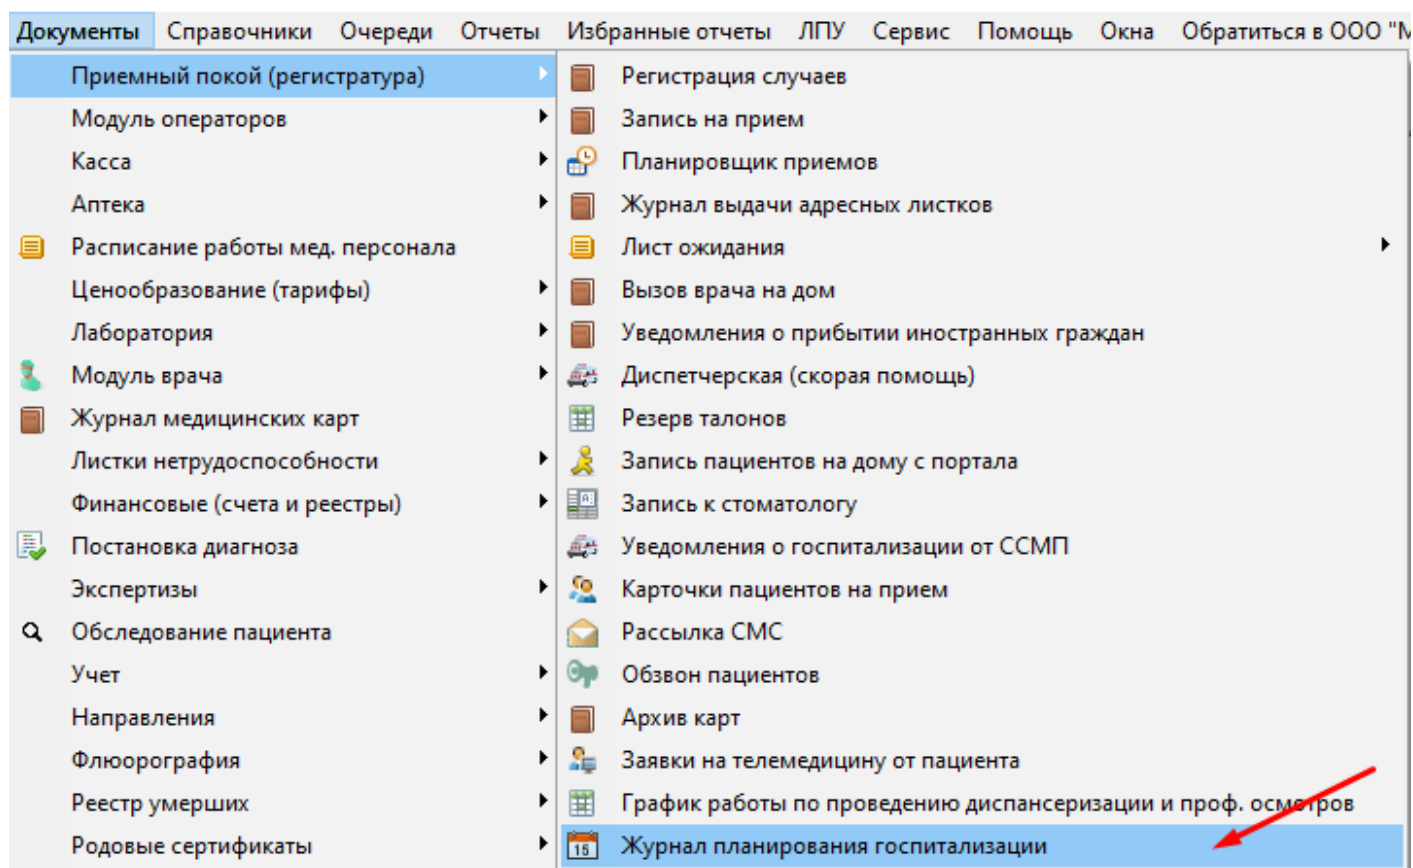 Документы Справочники Очереди Отчеты Избранные отчеты ЛПУ Сервис Помощь Окна Обратиться в ООО "М
Приемный покой (регистратура)
Модуль операторов
Касса
Аптека
Расписание работы мед. персонала
Ценообразование (тарифы)
Лаборатория
Модуль врача
Журнал медицинских карт
Листки нетрудоспособности
Финансовые (счета и реестры)
Постановка диагноза
Экспертизы
Обследование пациента
Учет
Направления
Флюорография
Реестр умерших
Родовые сертификаты
Регистрация случаев
Запись на прием
Планировщик приемов
Журнал выдачи адресных листков
Лист ожидания
Вызов врача на дом
Уведомления о прибытии иностранных граждан
Диспетчерская (скорая помощь)
Резерв талонов
Запись пациентов на дому с портала
Запись к стоматологу
Уведомления о госпитализации от ССМП
Карточки пациентов на прием
Рассылка СМС
Обзвон пациентов
Архив карт
Заявки на телемедицину от пациента
График работы по проведению диспансеризации и проф. осмотров
15 Журнал планирования госпитализации